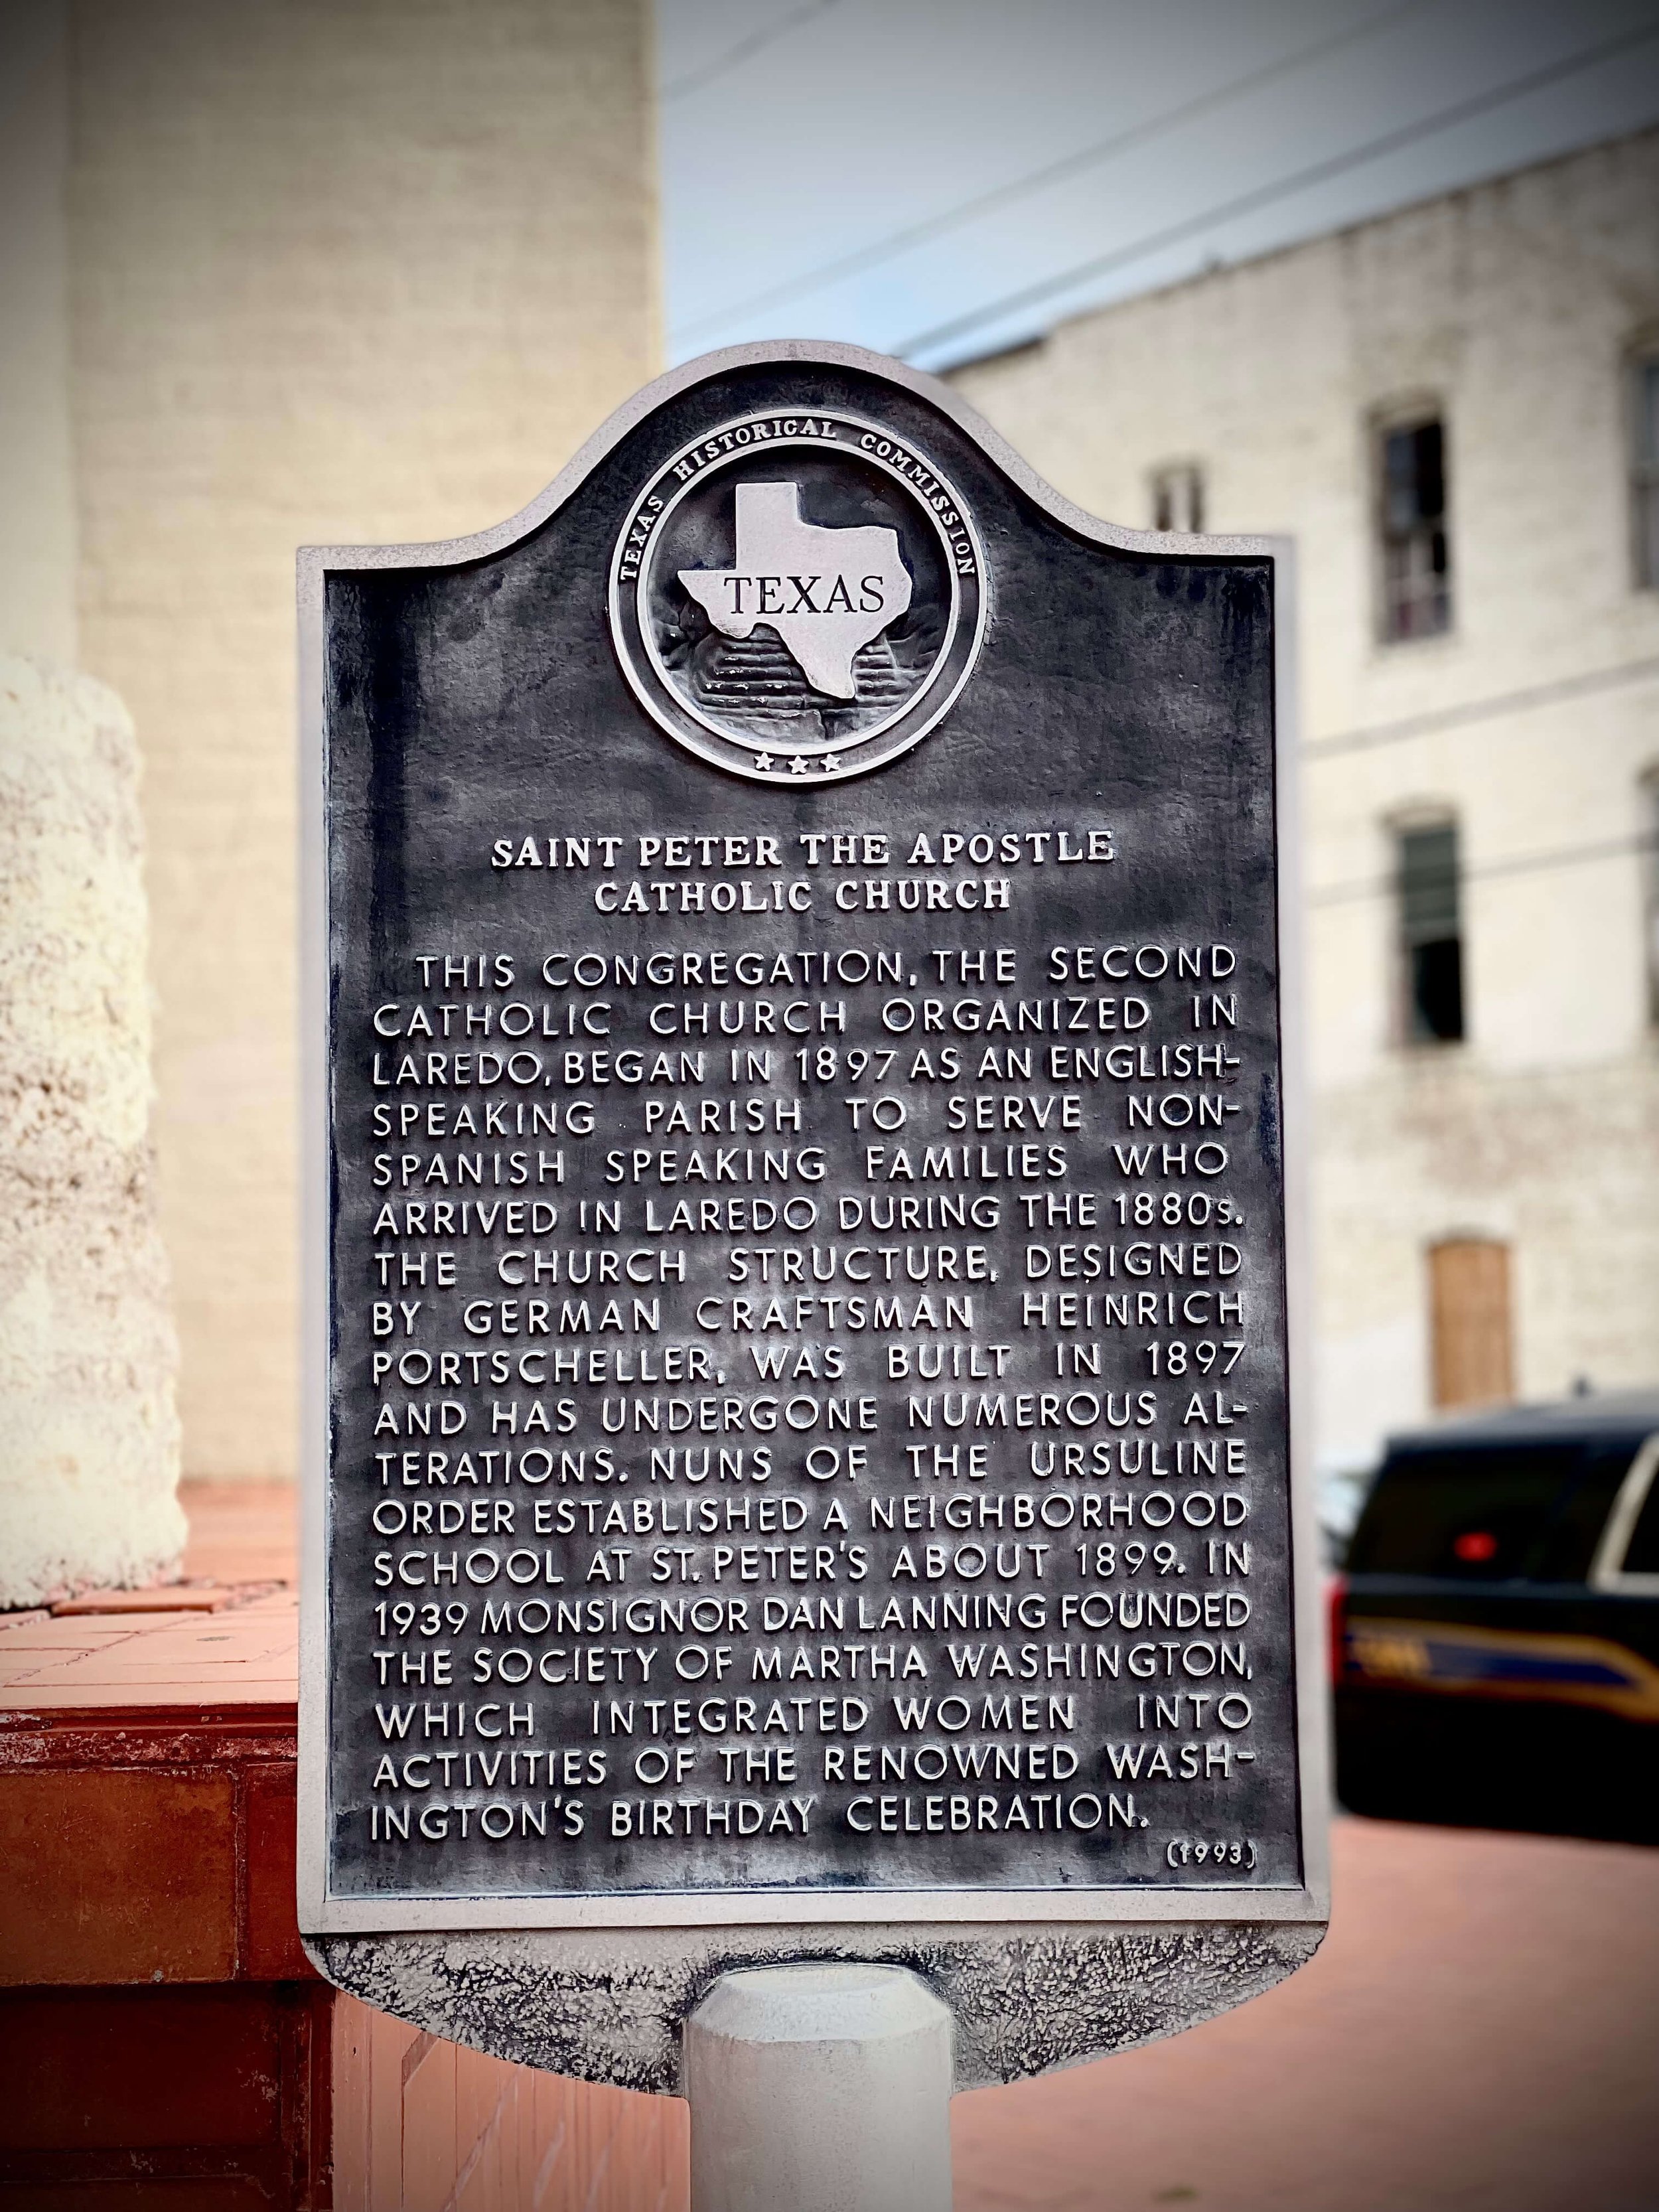 TEXAS HISTORICAL COMMISSION
TEXAS
SAINT PETER THE APOSTLE
CATHOLIC CHURCH
THIS CONGREGATION, THE SECOND
CATHOLIC CHURCH ORGANIZED IN
LAREDO, BEGAN IN 1897 AS AN ENGLISH-
SPEAKING PARISH TO SERVE NON-
SPANISH SPEAKING FAMILIES WHO
ARRIVED IN LAREDO DURING THE 1880s.
THE CHURCH STRUCTURE, DESIGNED
BY GERMAN CRAFTSMAN HEINRICH
PORTSCHELLER, WAS BUILT IN 1897
AND HAS UNDERGONE NUMEROUS AL-
TERATIONS. NUNS OF THE URSULINE
ORDER ESTABLISHED A NEIGHBORHOOD
SCHOOL AT ST. PETER'S ABOUT 1899. IN
1939 MONSIGNOR DAN LANNING FOUNDED
THE SOCIETY OF MARTHA WASHINGTON,
WHICH INTEGRATED WOMEN INTO
ACTIVITIES OF THE RENOWNED WASH-
INGTON'S BIRTHDAY CELEBRATION.
(1993)